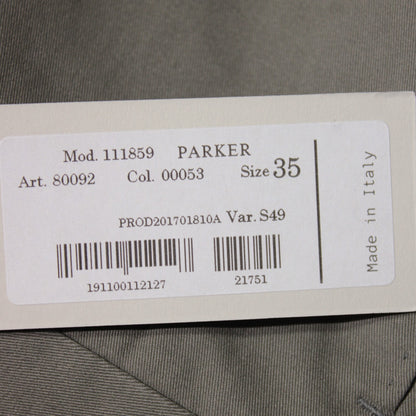 Mod. 111859 PARKER
Art. 80092 Col. 00053 Size 35
PROD201701810A Var. S49
191100112127 21751
Made in Italy